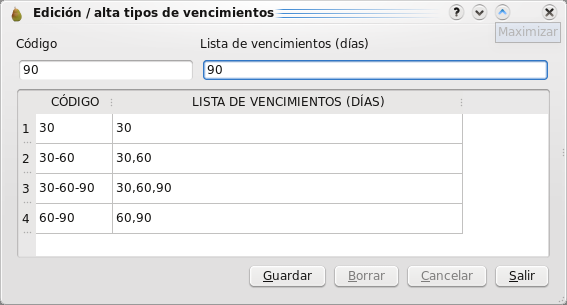 Edición / alta tipos de vencimientos
Maximizar
Código Lista de vencimientos (días)
90 90
CÓDIGO LISTA DE VENCIMIENTOS (DÍAS)
1 30 30
2 30-60 30,60
3 30-60-90 30,60,90
4 60-90 60,90
Guardar Borrar Cancelar Salir